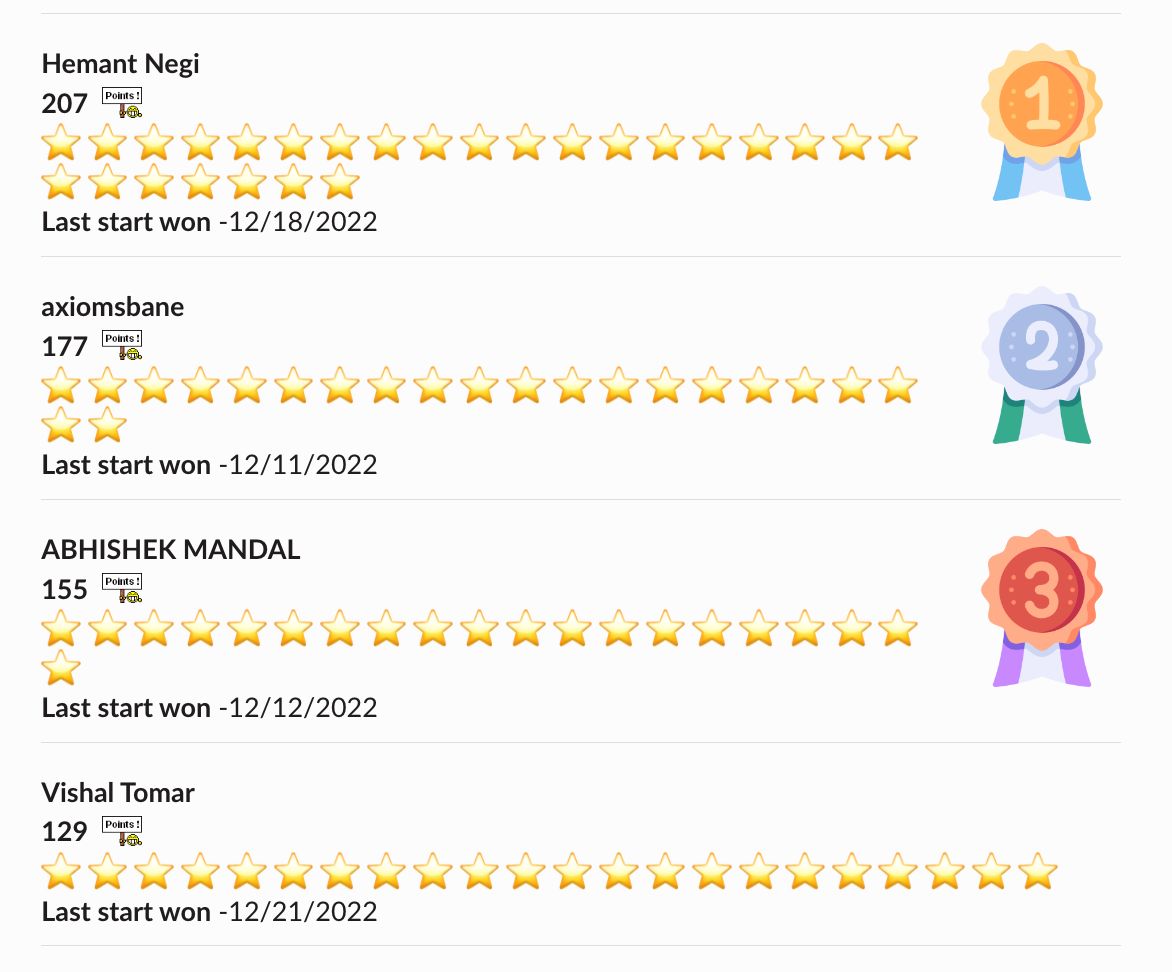 Hemant Negi
207 Points !
⭐⭐⭐⭐⭐⭐⭐⭐⭐⭐⭐⭐⭐⭐⭐⭐⭐⭐⭐
⭐⭐⭐⭐⭐⭐⭐
Last start won -12/18/2022
1
axiomsbane
177 Points !
⭐⭐⭐⭐⭐⭐⭐⭐⭐⭐⭐⭐⭐⭐⭐⭐⭐⭐⭐
⭐⭐
Last start won -12/11/2022
2
ABHISHEK MANDAL
155 Points !
⭐⭐⭐⭐⭐⭐⭐⭐⭐⭐⭐⭐⭐⭐⭐⭐⭐⭐⭐
⭐
Last start won -12/12/2022
3
Vishal Tomar
129 Points !
⭐⭐⭐⭐⭐⭐⭐⭐⭐⭐⭐⭐⭐⭐⭐⭐⭐⭐⭐⭐⭐⭐
Last start won -12/21/2022